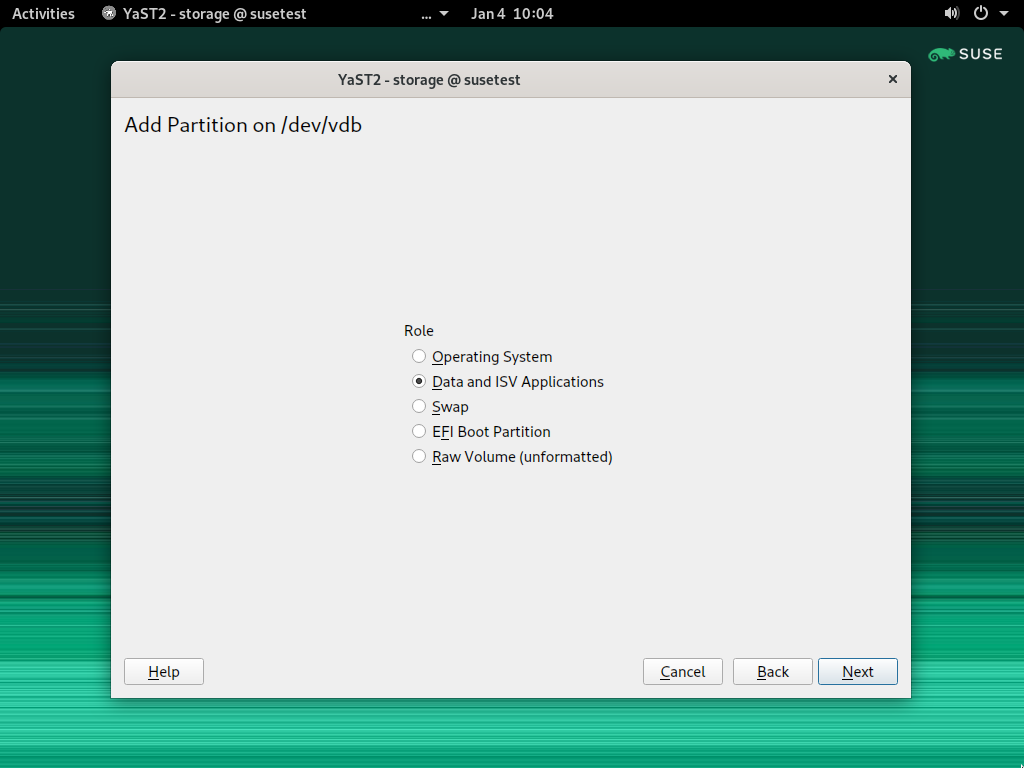 Activities YaST2 - storage @ susetest ... Jan 4 10:04
SUSE
YaST2 - storage @ susetest ×
Add Partition on /dev/vdb
Role
Operating System
Data and ISV Applications
Swap
EFI Boot Partition
Raw Volume (unformatted)
Help Cancel Back Next